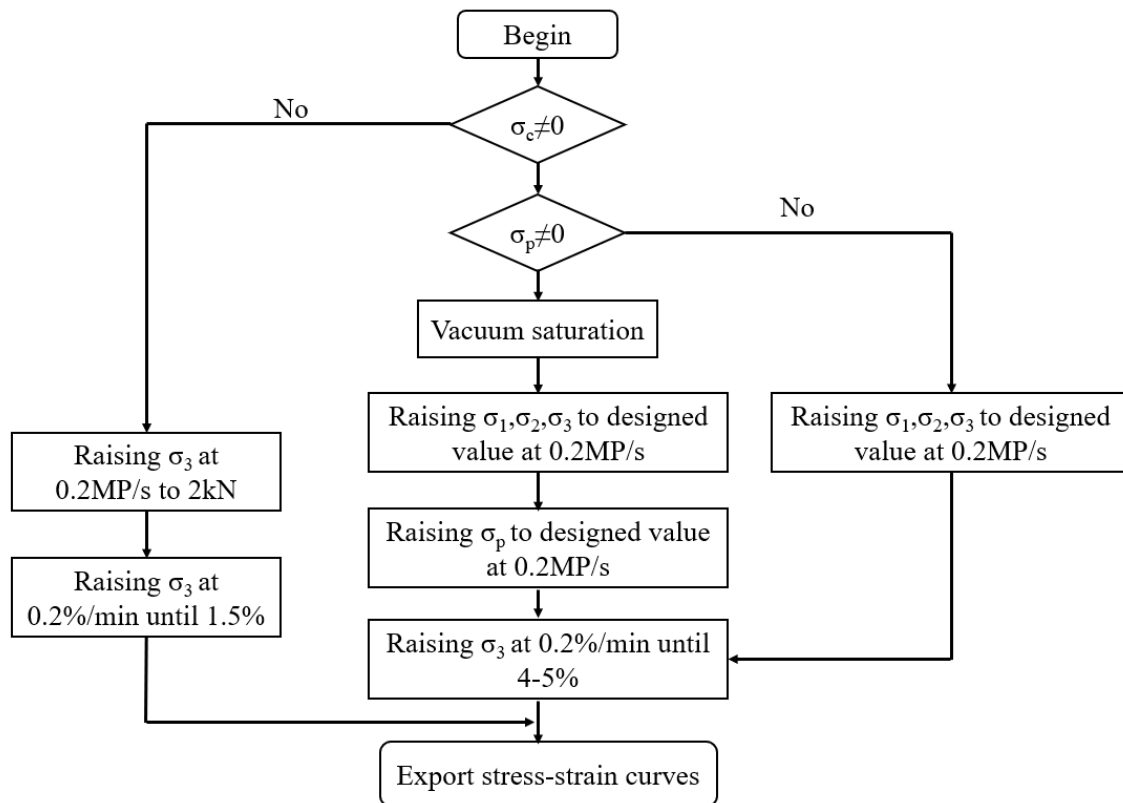 Begin
No
σc≠0
No
σp≠0
Vacuum saturation
Raising σ1,σ2,σ3 to designed
value at 0.2MP/s
Raising σ1,σ2,σ3 to designed
value at 0.2MP/s
Raising σ3 at
0.2MP/s to 2kN
Raising σp to designed value
at 0.2MP/s
Raising σ3 at
0.2%/min until 1.5%
Raising σ3 at 0.2%/min until
4-5%
Export stress-strain curves